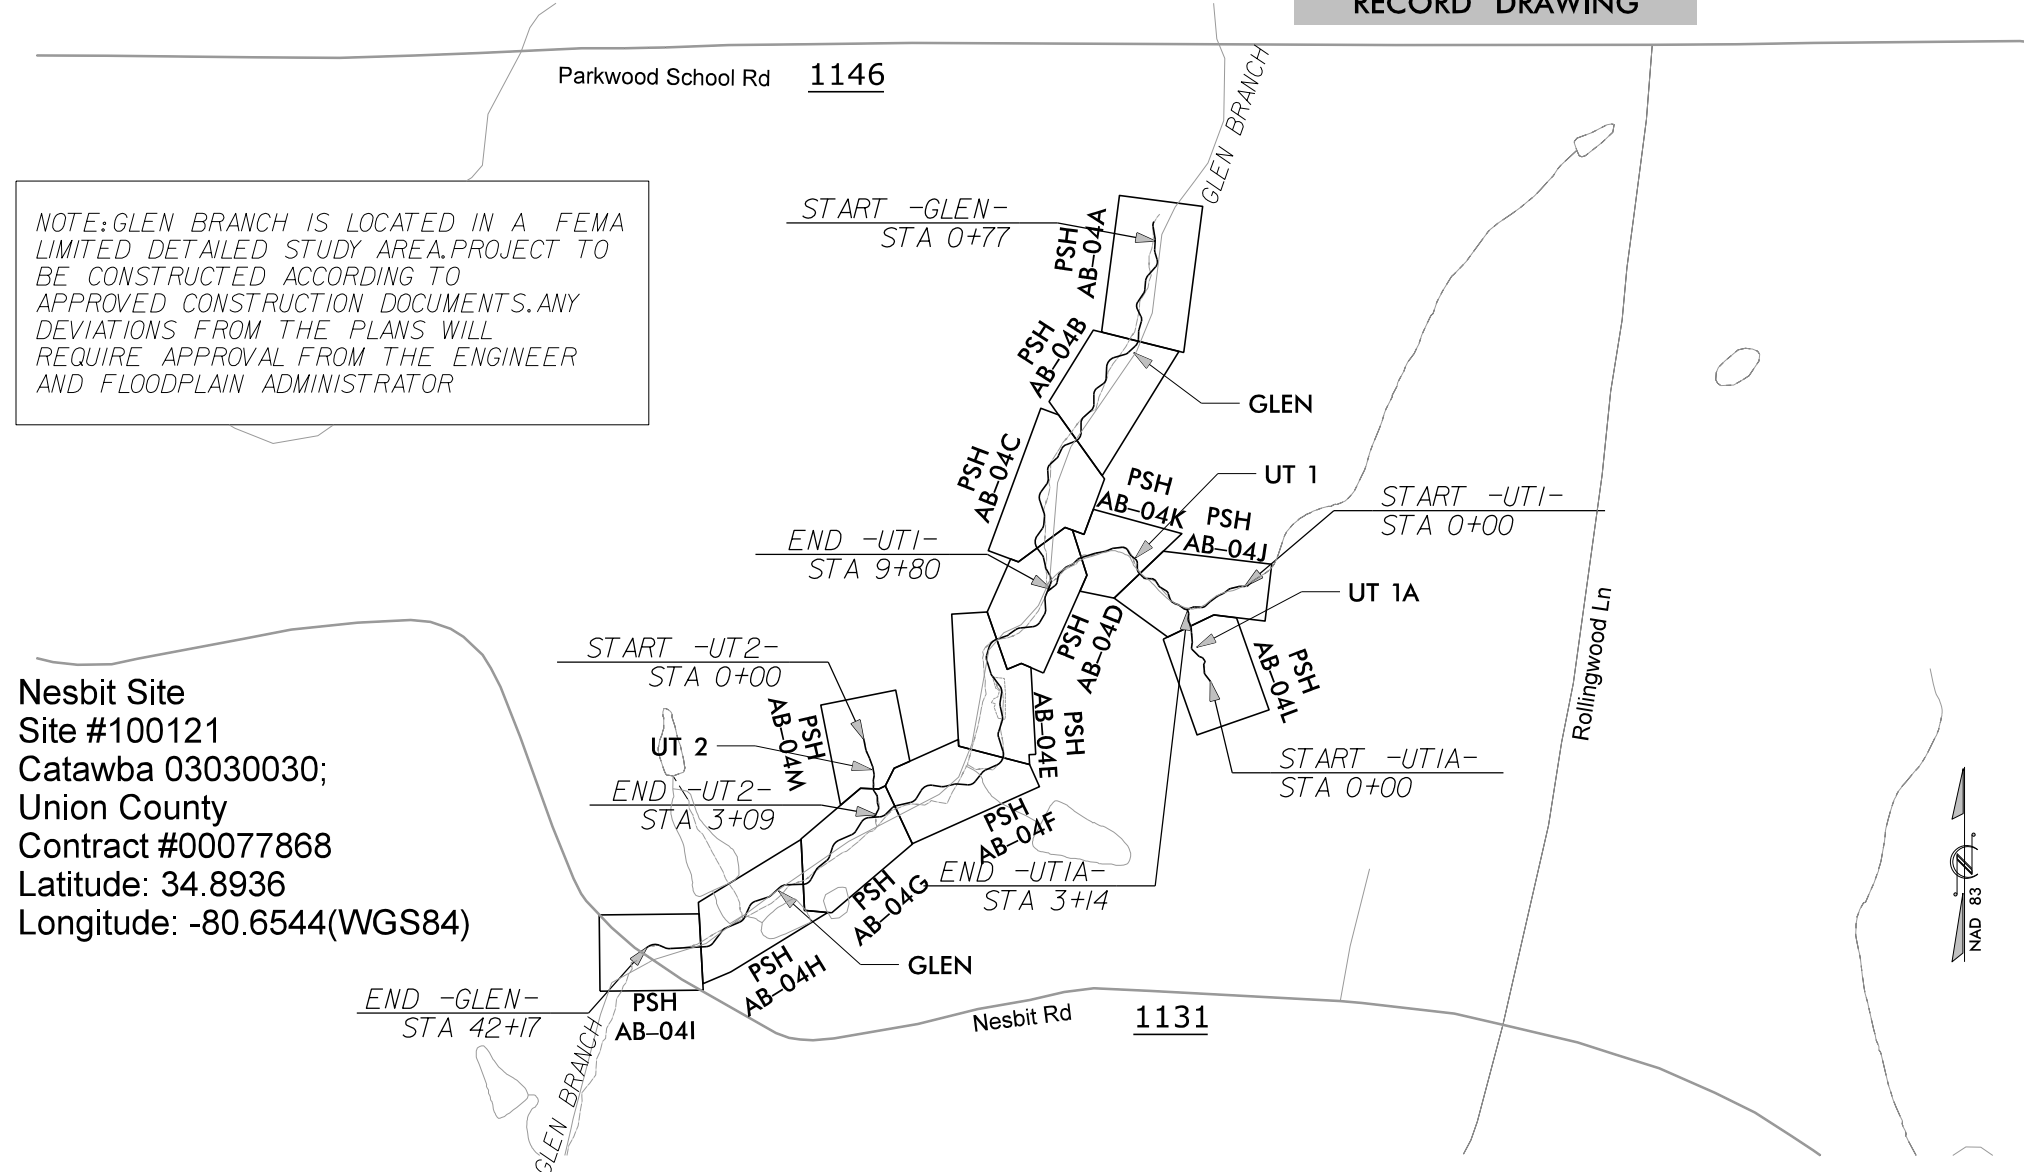 RECORD DRAWING
Parkwood School Rd 1146
GLEN BRANCH
NOTE:GLEN BRANCH IS LOCATED IN A FEMA
LIMITED DETAILED STUDY AREA.PROJECT TO
BE CONSTRUCTED ACCORDING TO
APPROVED CONSTRUCTION DOCUMENTS.ANY
DEVIATIONS FROM THE PLANS WILL
REQUIRE APPROVAL FROM THE ENGINEER
AND FLOODPLAIN ADMINISTRATOR
START -GLEN-
STA 0+77
PSH
AB-04A
PSH
AB-04B
GLEN
PSH
AB-04C
PSH
AB-04K
UT 1
PSH
AB-04J
START -UT1-
STA 0+00
END -UT1-
STA 9+80
UT 1A
PSH
AB-04D
Rollingwood Ln
START -UT2-
STA 0+00
PSH
AB-04L
PSH
AB-04M
UT 2
PSH
AB-04E
START -UT1A-
STA 0+00
END -UT2-
STA 3+09
PSH
AB-04F
END -UT1A-
STA 3+14
PSH
AB-04G
Nesbit Site
Site #100121
Catawba 03030030;
Union County
Contract #00077868
Latitude: 34.8936
Longitude: -80.6544(WGS84)
NAD 83
PSH
AB-04H
GLEN
END -GLEN-
STA 42+17
PSH
AB-04I
Nesbit Rd 1131
GLEN BRANCH